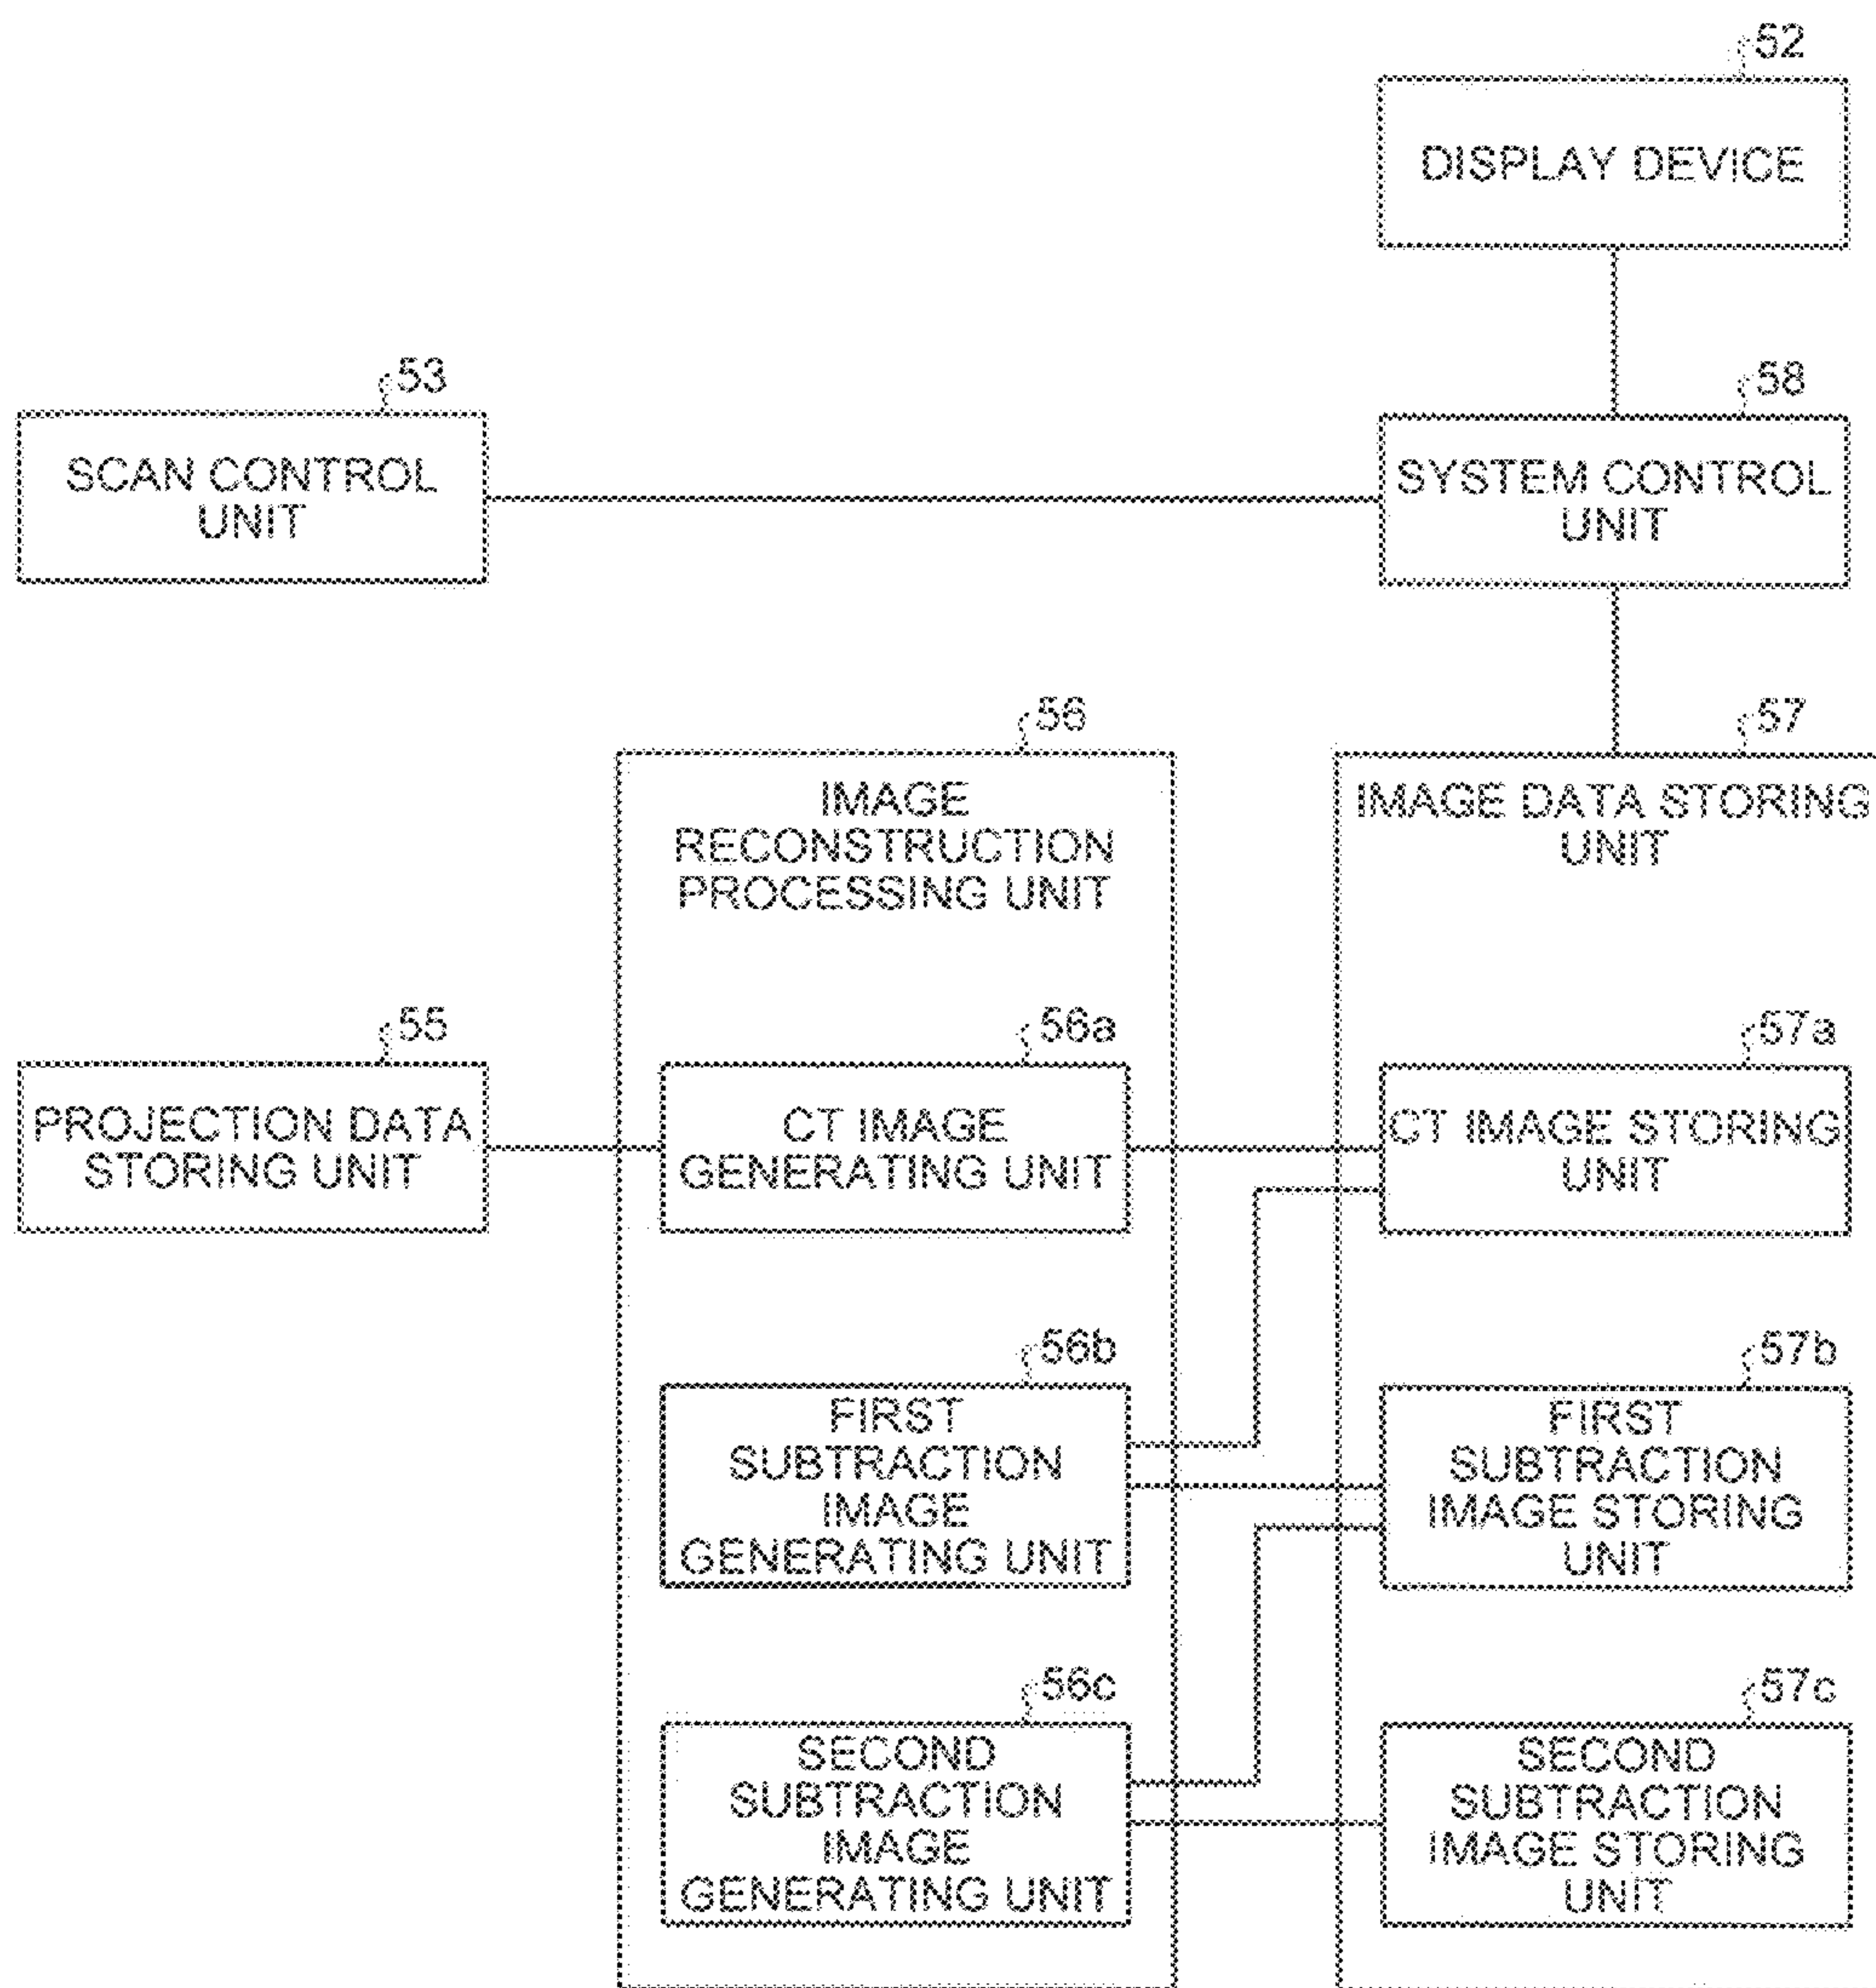 52
DISPLAY DEVICE
53
SCAN CONTROL
UNIT
58
SYSTEM CONTROL
UNIT
56
IMAGE
RECONSTRUCTION
PROCESSING UNIT
57
IMAGE DATA STORING
UNIT
55
PROJECTION DATA
STORING UNIT
56a
CT IMAGE
GENERATING UNIT
57a
CT IMAGE STORING
UNIT
56b
FIRST
SUBTRACTION
IMAGE
GENERATING UNIT
57b
FIRST
SUBTRACTION
IMAGE STORING
UNIT
56c
SECOND
SUBTRACTION
IMAGE
GENERATING UNIT
57c
SECOND
SUBTRACTION
IMAGE STORING
UNIT